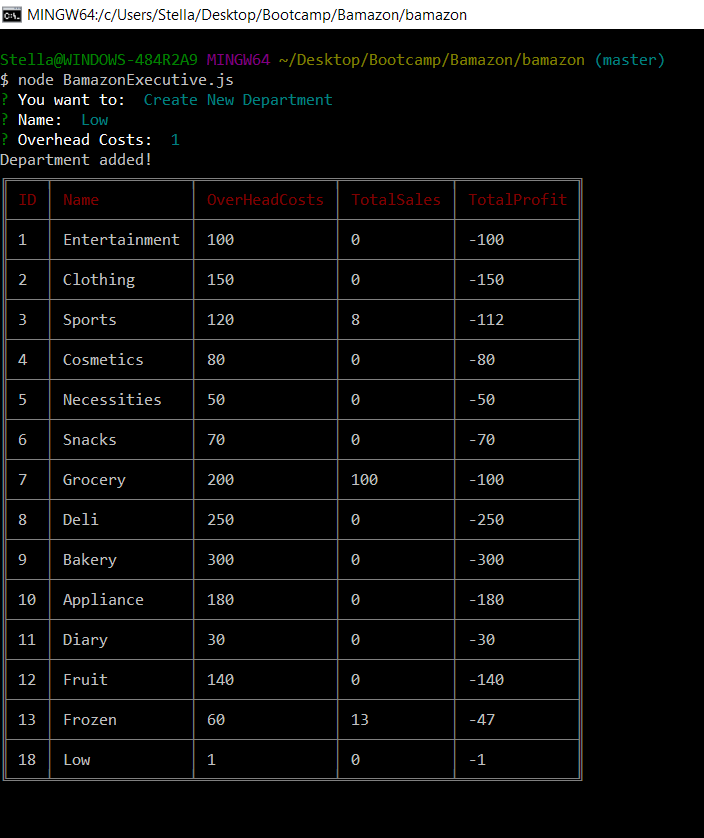 MINGW64:/c/Users/Stella/Desktop/Bootcamp/Bamazon/bamazon
Stella@WINDOWS-484R2A9 MINGW64 ~/Desktop/Bootcamp/Bamazon/bamazon (master)
$ node BamazonExecutive.js
? You want to: Create New Department
? Name: Low
? Overhead Costs: 1
Department added!
ID Name OverHeadCosts TotalSales TotalProfit
1 Entertainment 100 0 -100
2 Clothing 150 0 -150
3 Sports 120 8 -112
4 Cosmetics 80 0 -80
5 Necessities 50 0 -50
6 Snacks 70 0 -70
7 Grocery 200 100 -100
8 Deli 250 0 -250
9 Bakery 300 0 -300
10 Appliance 180 0 -180
11 Diary 30 0 -30
12 Fruit 140 0 -140
13 Frozen 60 13 -47
18 Low 1 0 -1